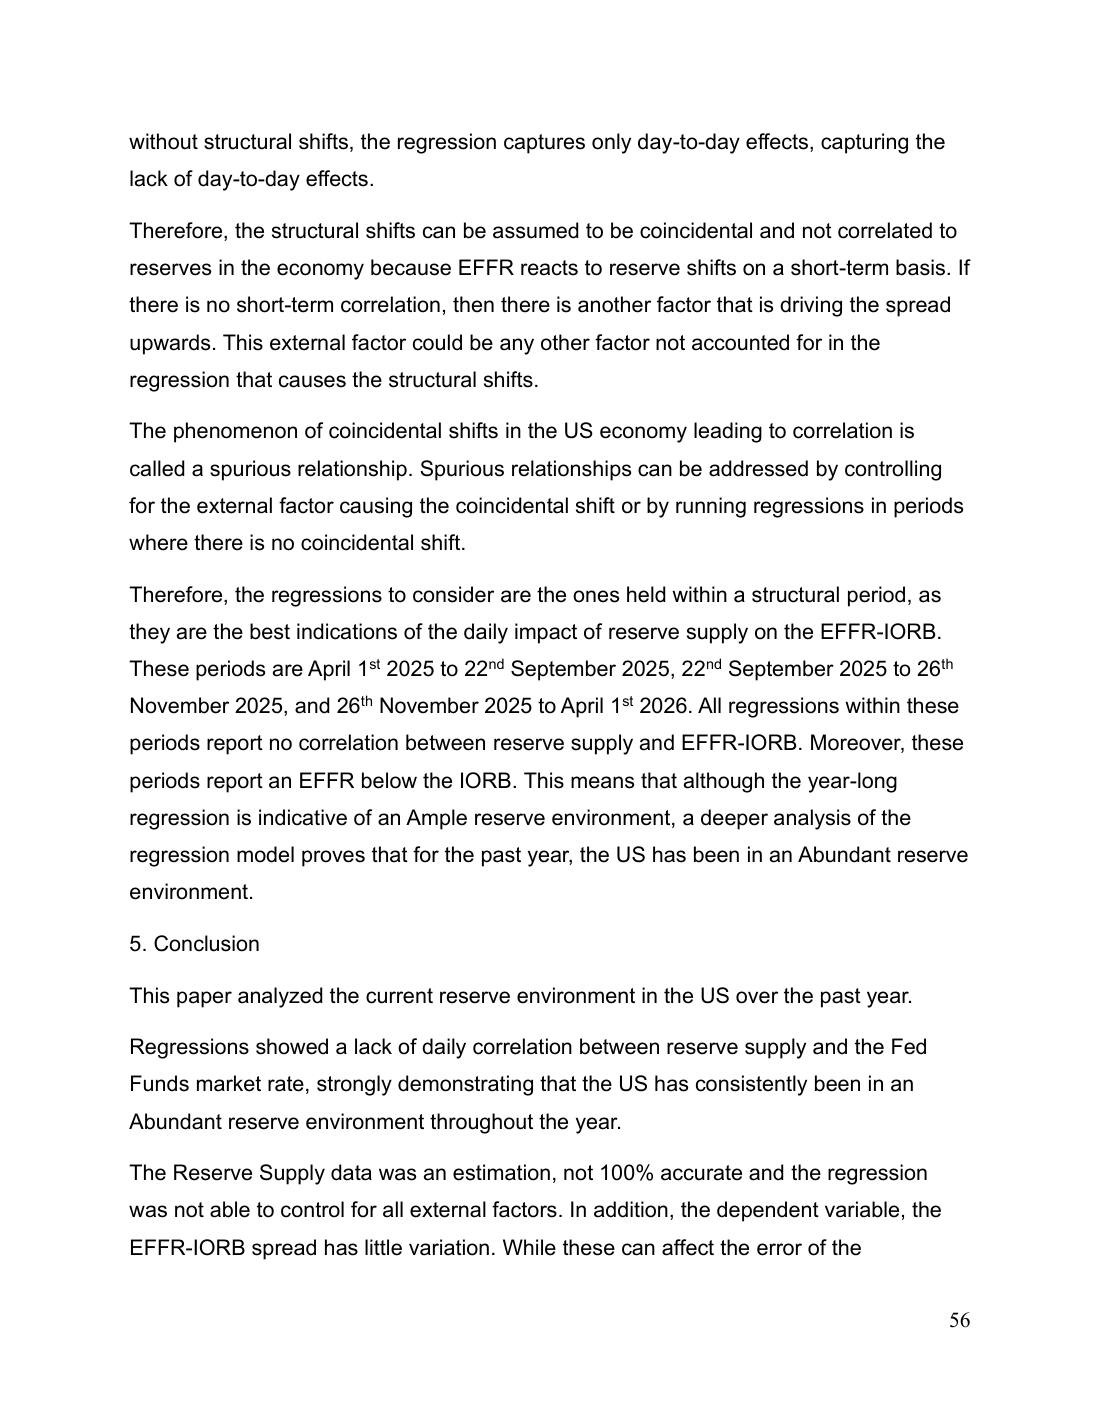 without structural shifts, the regression captures only day-to-day effects, capturing the
lack of day-to-day effects.
Therefore, the structural shifts can be assumed to be coincidental and not correlated to
reserves in the economy because EFFR reacts to reserve shifts on a short-term basis. If
there is no short-term correlation, then there is another factor that is driving the spread
upwards. This external factor could be any other factor not accounted for in the
regression that causes the structural shifts.
The phenomenon of coincidental shifts in the US economy leading to correlation is
called a spurious relationship. Spurious relationships can be addressed by controlling
for the external factor causing the coincidental shift or by running regressions in periods
where there is no coincidental shift.
Therefore, the regressions to consider are the ones held within a structural period, as
they are the best indications of the daily impact of reserve supply on the EFFR-IORB.
These periods are April 1st 2025 to 22nd September 2025, 22nd September 2025 to 26th
November 2025, and 26th November 2025 to April 1st 2026. All regressions within these
periods report no correlation between reserve supply and EFFR-IORB. Moreover, these
periods report an EFFR below the IORB. This means that although the year-long
regression is indicative of an Ample reserve environment, a deeper analysis of the
regression model proves that for the past year, the US has been in an Abundant reserve
environment.
5. Conclusion
This paper analyzed the current reserve environment in the US over the past year.
Regressions showed a lack of daily correlation between reserve supply and the Fed
Funds market rate, strongly demonstrating that the US has consistently been in an
Abundant reserve environment throughout the year.
The Reserve Supply data was an estimation, not 100% accurate and the regression
was not able to control for all external factors. In addition, the dependent variable, the
EFFR-IORB spread has little variation. While these can affect the error of the
56